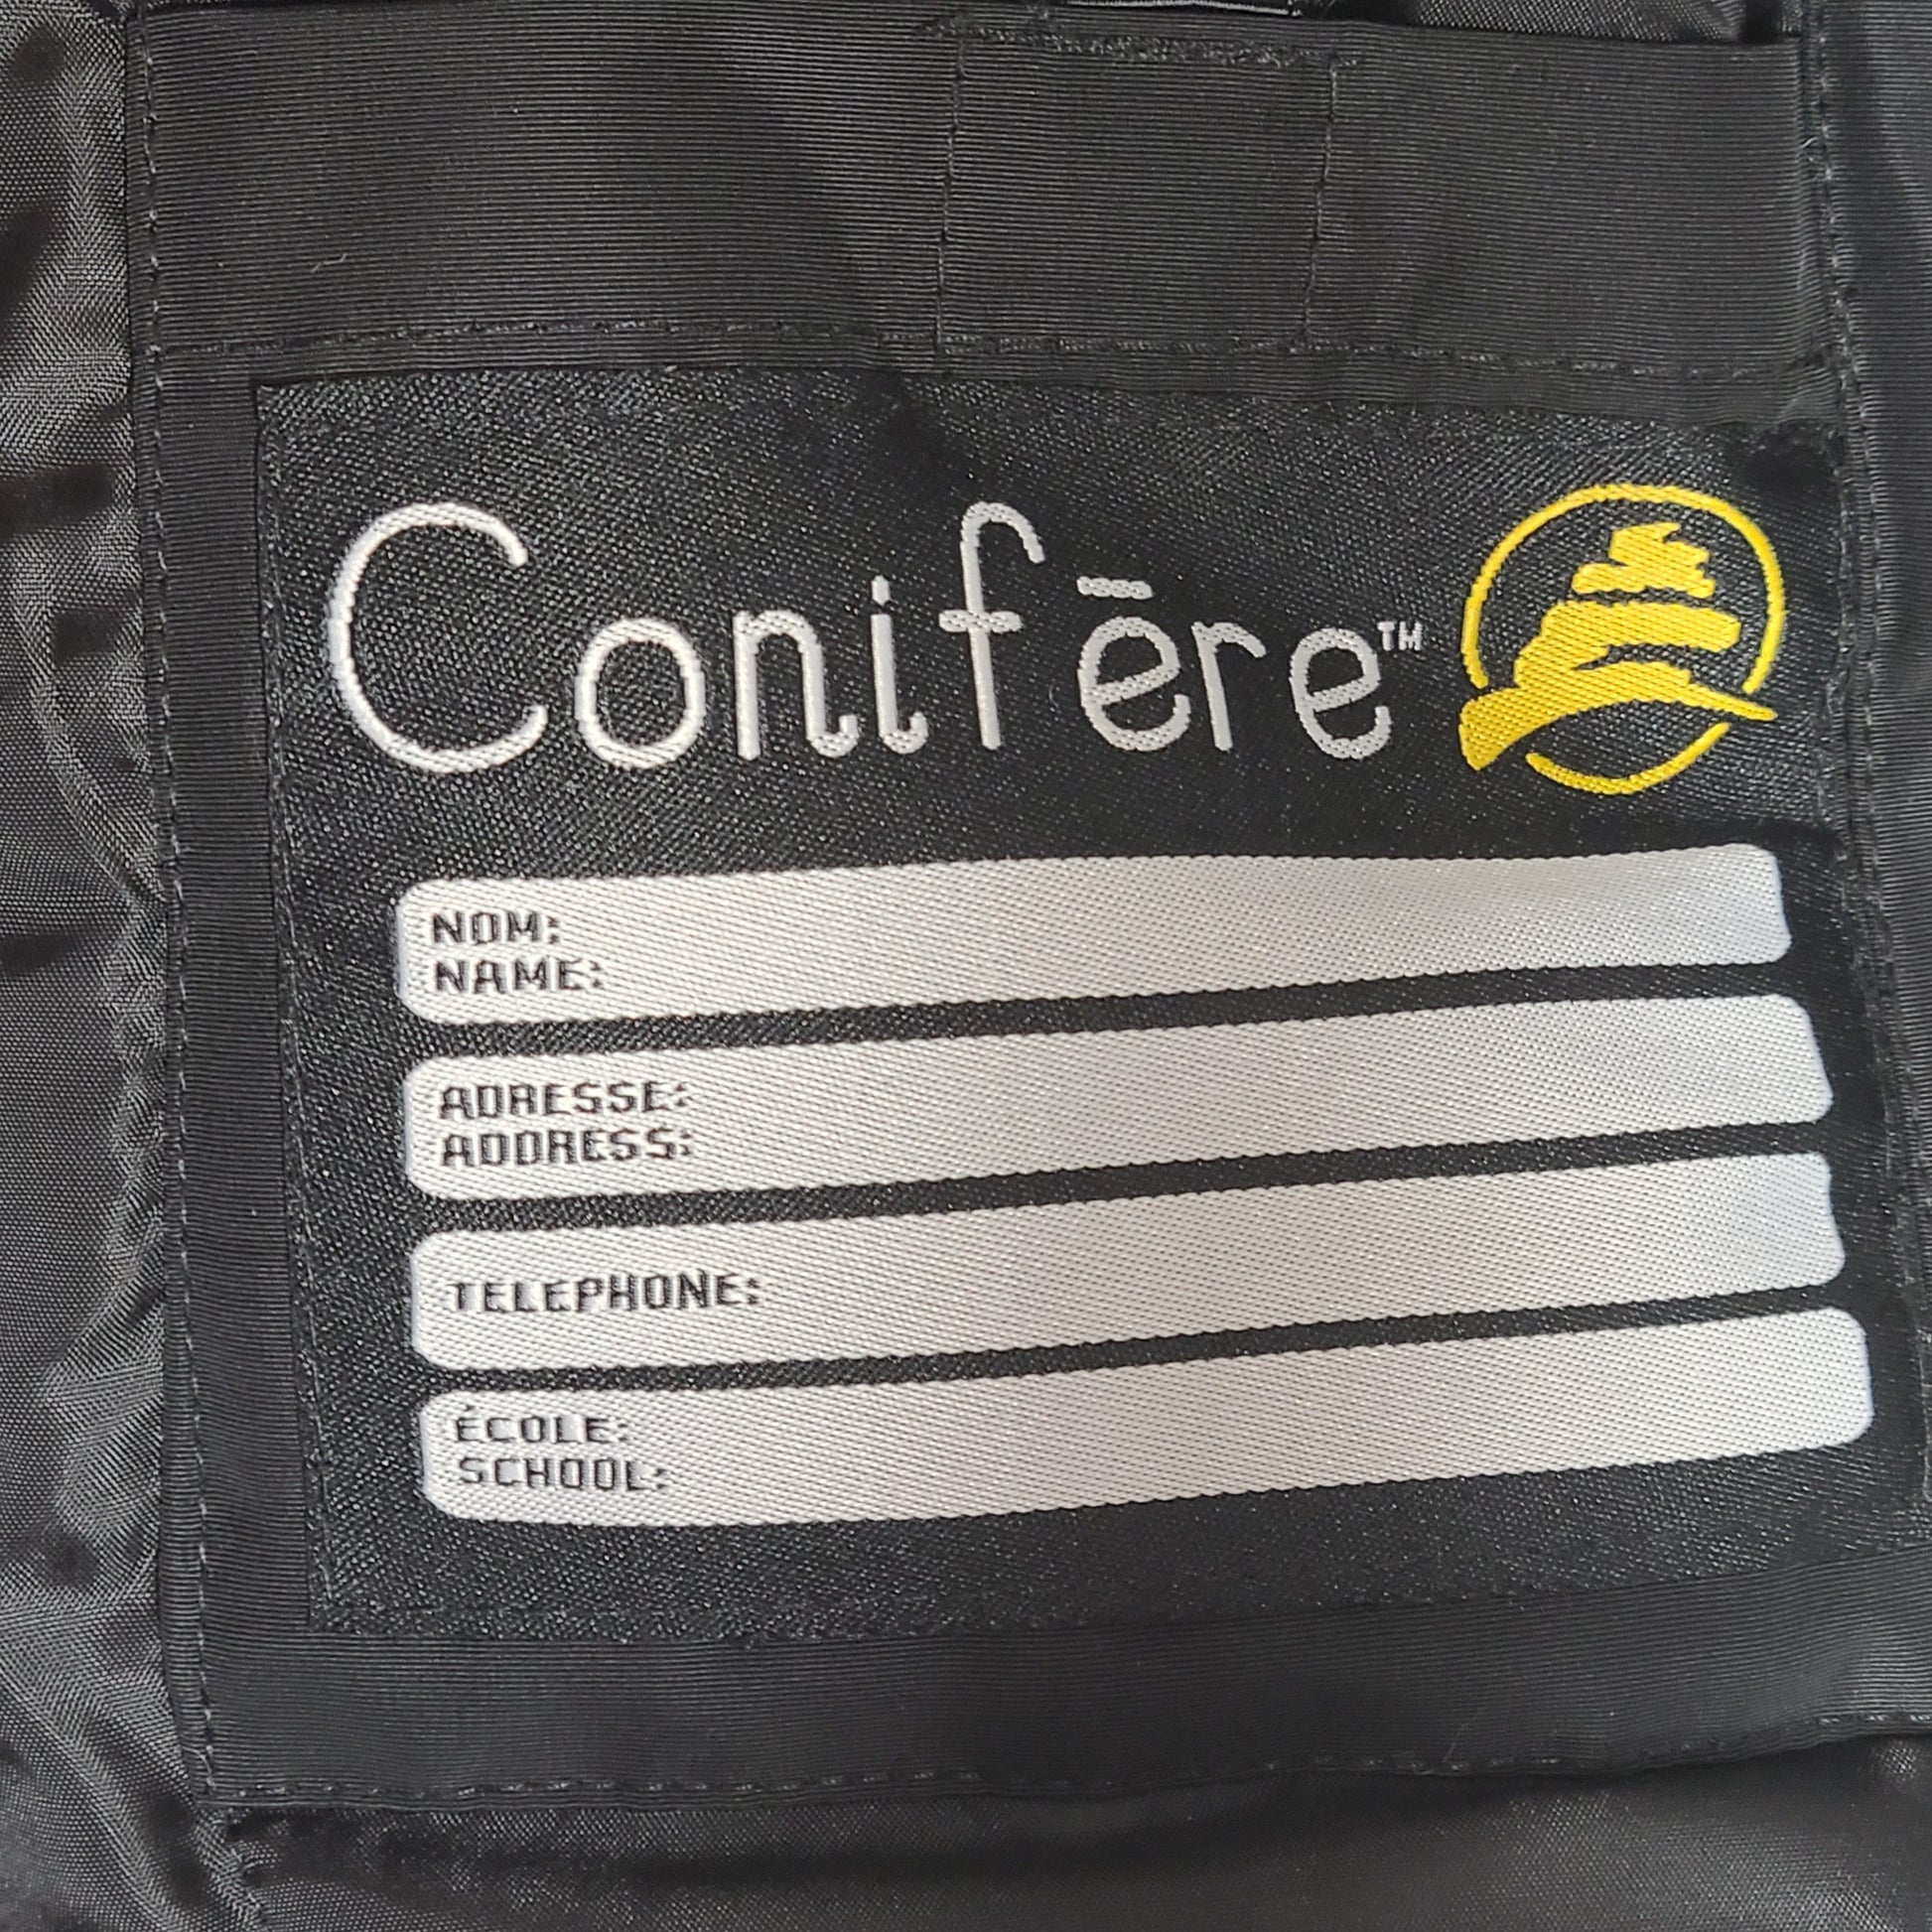 Conifēre™
NOM:
NAME:
ADRESSE:
ADDRESS:
TELEPHONE:
ÉCOLE:
SCHOOL: